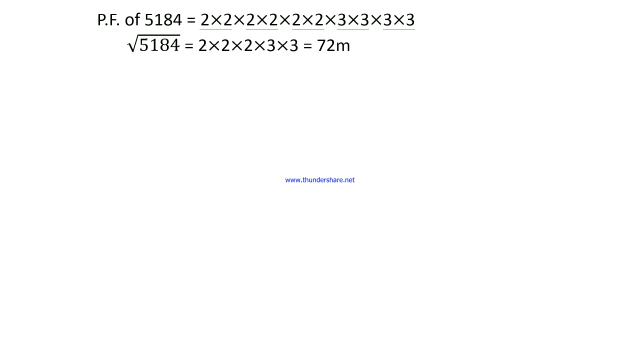 P.F. of 5184 = 2×2×2×2×2×2×3×3×3×3
√5184 = 2×2×2×3×3 = 72m
www.thundershare.net